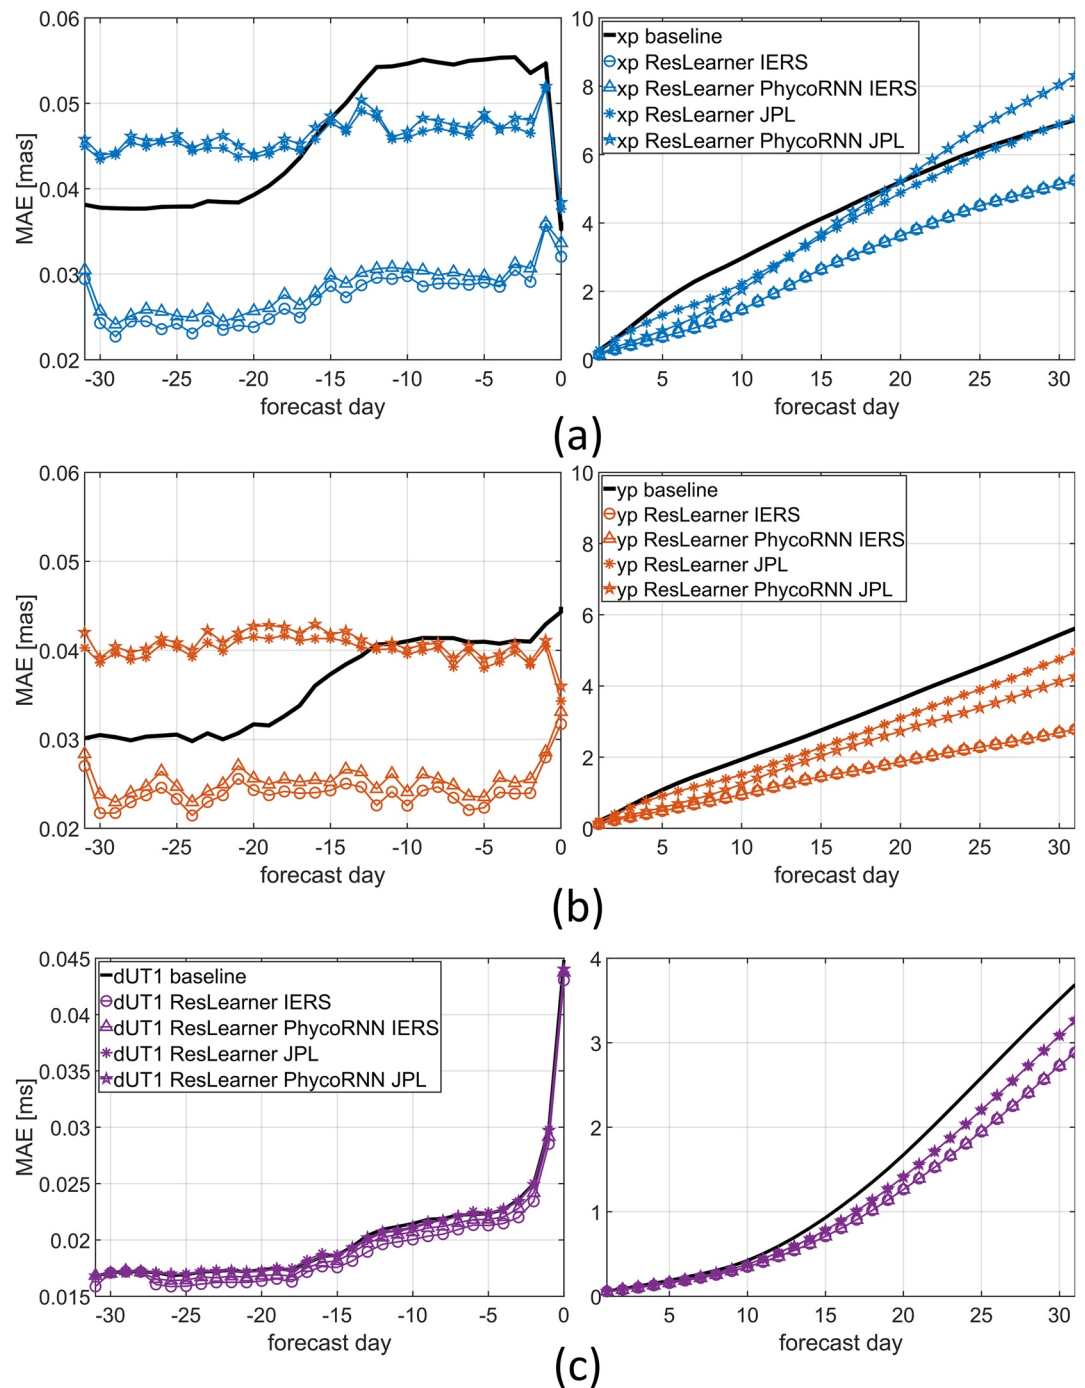 0.06
0.05
0.04
0.03
0.02
MAE [mas]
-30 -25 -20 -15 -10 -5 0
forecast day
10
8
6
4
2
0
xp baseline
xp ResLearner IERS
xp ResLearner PhycoRNN IERS
xp ResLearner JPL
xp ResLearner PhycoRNN JPL
5 10 15 20 25 30
forecast day
(a)
0.06
0.05
0.04
0.03
0.02
MAE [mas]
-30 -25 -20 -15 -10 -5 0
forecast day
10
8
6
4
2
0
yp baseline
yp ResLearner IERS
yp ResLearner PhycoRNN IERS
yp ResLearner JPL
yp ResLearner PhycoRNN JPL
5 10 15 20 25 30
forecast day
(b)
0.045
0.04
0.035
0.03
0.025
0.02
0.015
MAE [ms]
dUT1 baseline
dUT1 ResLearner IERS
dUT1 ResLearner PhycoRNN IERS
dUT1 ResLearner JPL
dUT1 ResLearner PhycoRNN JPL
-30 -25 -20 -15 -10 -5 0
forecast day
4
3
2
1
0
5 10 15 20 25 30
forecast day
(c)